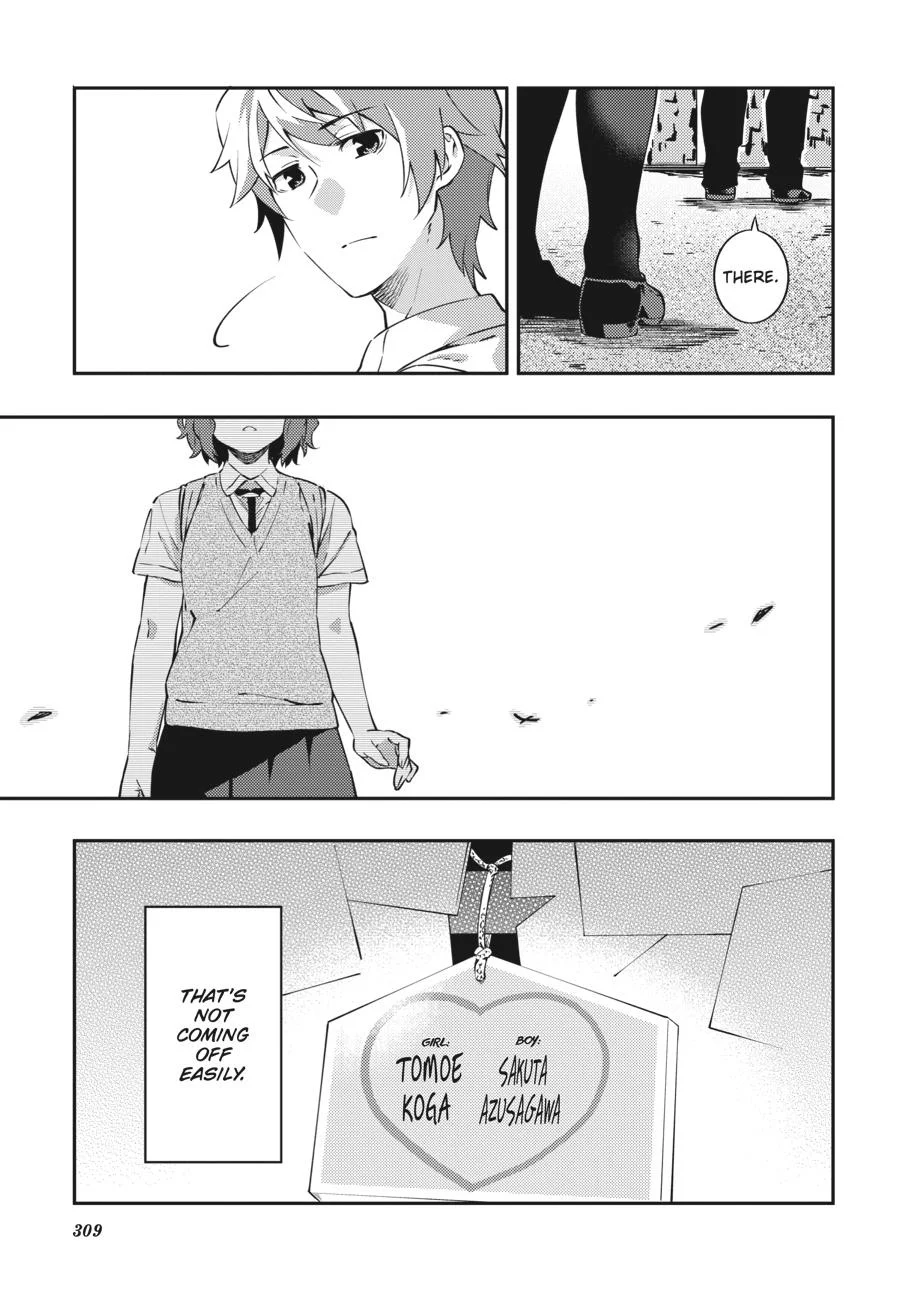 THERE.
THAT'S
NOT
COMING
OFF
EASILY.
GIRL:
TOMOE
KOGA
BOY:
SAKUTA
AZUSAGAWA
309